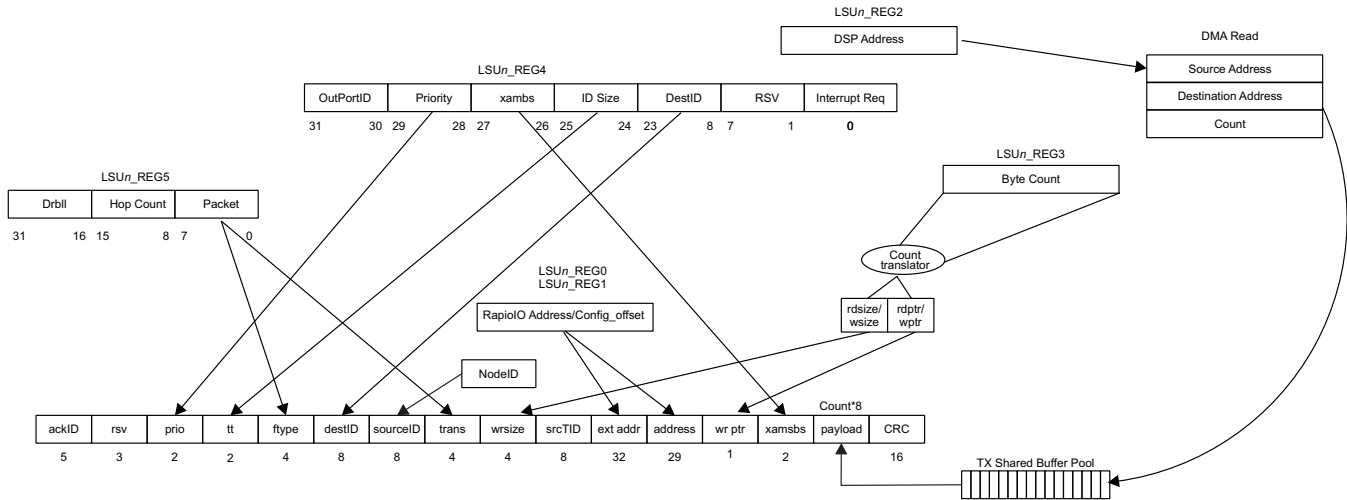 LSUn_REG2
DSP Address
DMA Read
Source Address
Destination Address
Count
LSUn_REG4
OutPortID Priority xambs ID Size DestID RSV Interrupt Req
31 30 29 28 27 26 25 24 23 8 7 1 0
LSUn_REG3
Byte Count
LSUn_REG5
Drbll Hop Count Packet
31 16 15 8 7 0
Count
translator
LSUn_REG0
LSUn_REG1
RapioIO Address/Config_offset
rdsize/ rdptr/
wsize wptr
NodeID
Count*8
ackID rsv prio tt ftype destID sourceID trans wrsize srcTID ext addr address wr ptr xamsbs payload CRC
5 3 2 2 4 8 8 4 4 8 32 29 1 2 16
TX Shared Buffer Pool